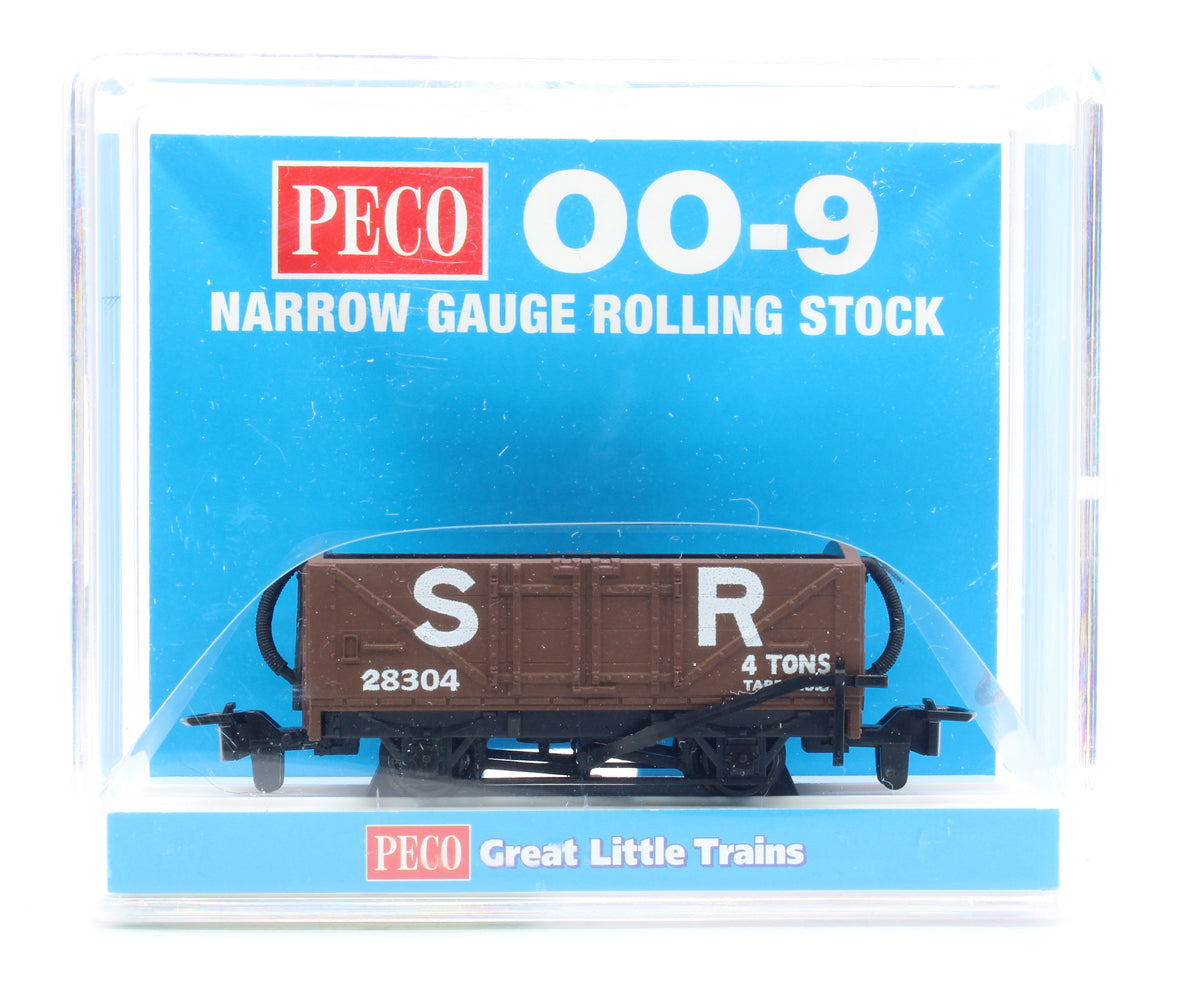 PECO OO-9
NARROW GAUGE ROLLING STOCK
S R
28304
4 TONS
PECO Great Little Trains